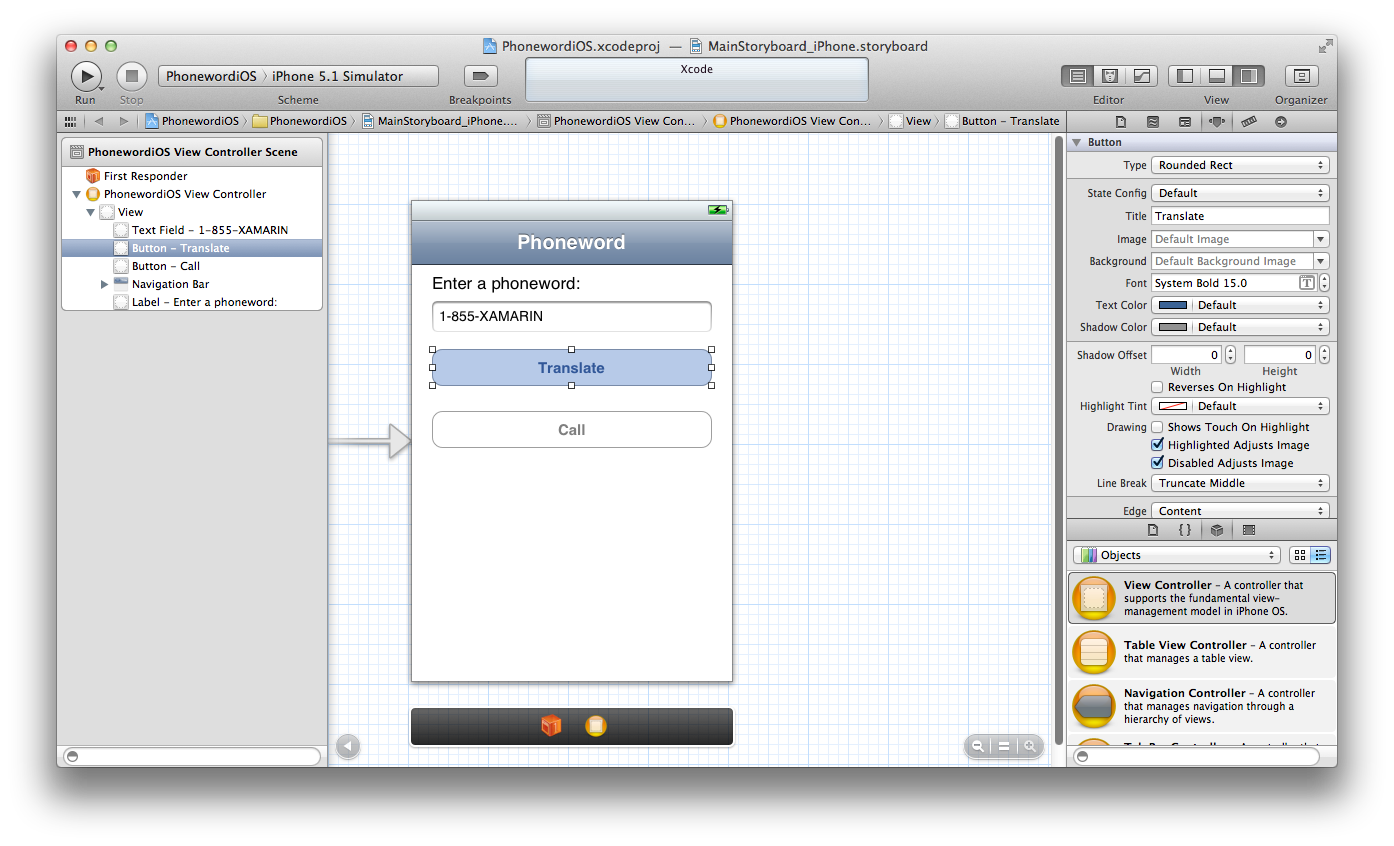 PhonewordiOS.xcodeproj — MainStoryboard_iPhone.storyboard
PhonewordiOS 〉 iPhone 5.1 Simulator
Xcode
Run
Stop
Scheme
Breakpoints
Editor
View
Organizer
PhonewordiOS 〉 PhonewordiOS 〉 MainStoryboard_iPhone.... 〉 PhonewordiOS View Con... 〉 PhonewordiOS View Con... 〉 View 〉 Button – Translate
PhonewordiOS View Controller Scene
First Responder
PhonewordiOS View Controller
View
Text Field – 1-855-XAMARIN
Button – Translate
Button – Call
Navigation Bar
Label – Enter a phoneword:
Phoneword
Enter a phoneword:
1-855-XAMARIN
Translate
Call
Button
Type Rounded Rect
State Config Default
Title Translate
Image Default Image
Background Default Background Image
Font System Bold 15.0 T
Text Color Default
Shadow Color Default
Shadow Offset 0 0
Width Height
Reverses On Highlight
Highlight Tint Default
Drawing Shows Touch On Highlight
Highlighted Adjusts Image
Disabled Adjusts Image
Line Break Truncate Middle
Edge Content
{}
Objects
View Controller – A controller that
supports the fundamental view-
management model in iPhone OS.
Table View Controller – A controller
that manages a table view.
Navigation Controller – A controller
that manages navigation through a
hierarchy of views.